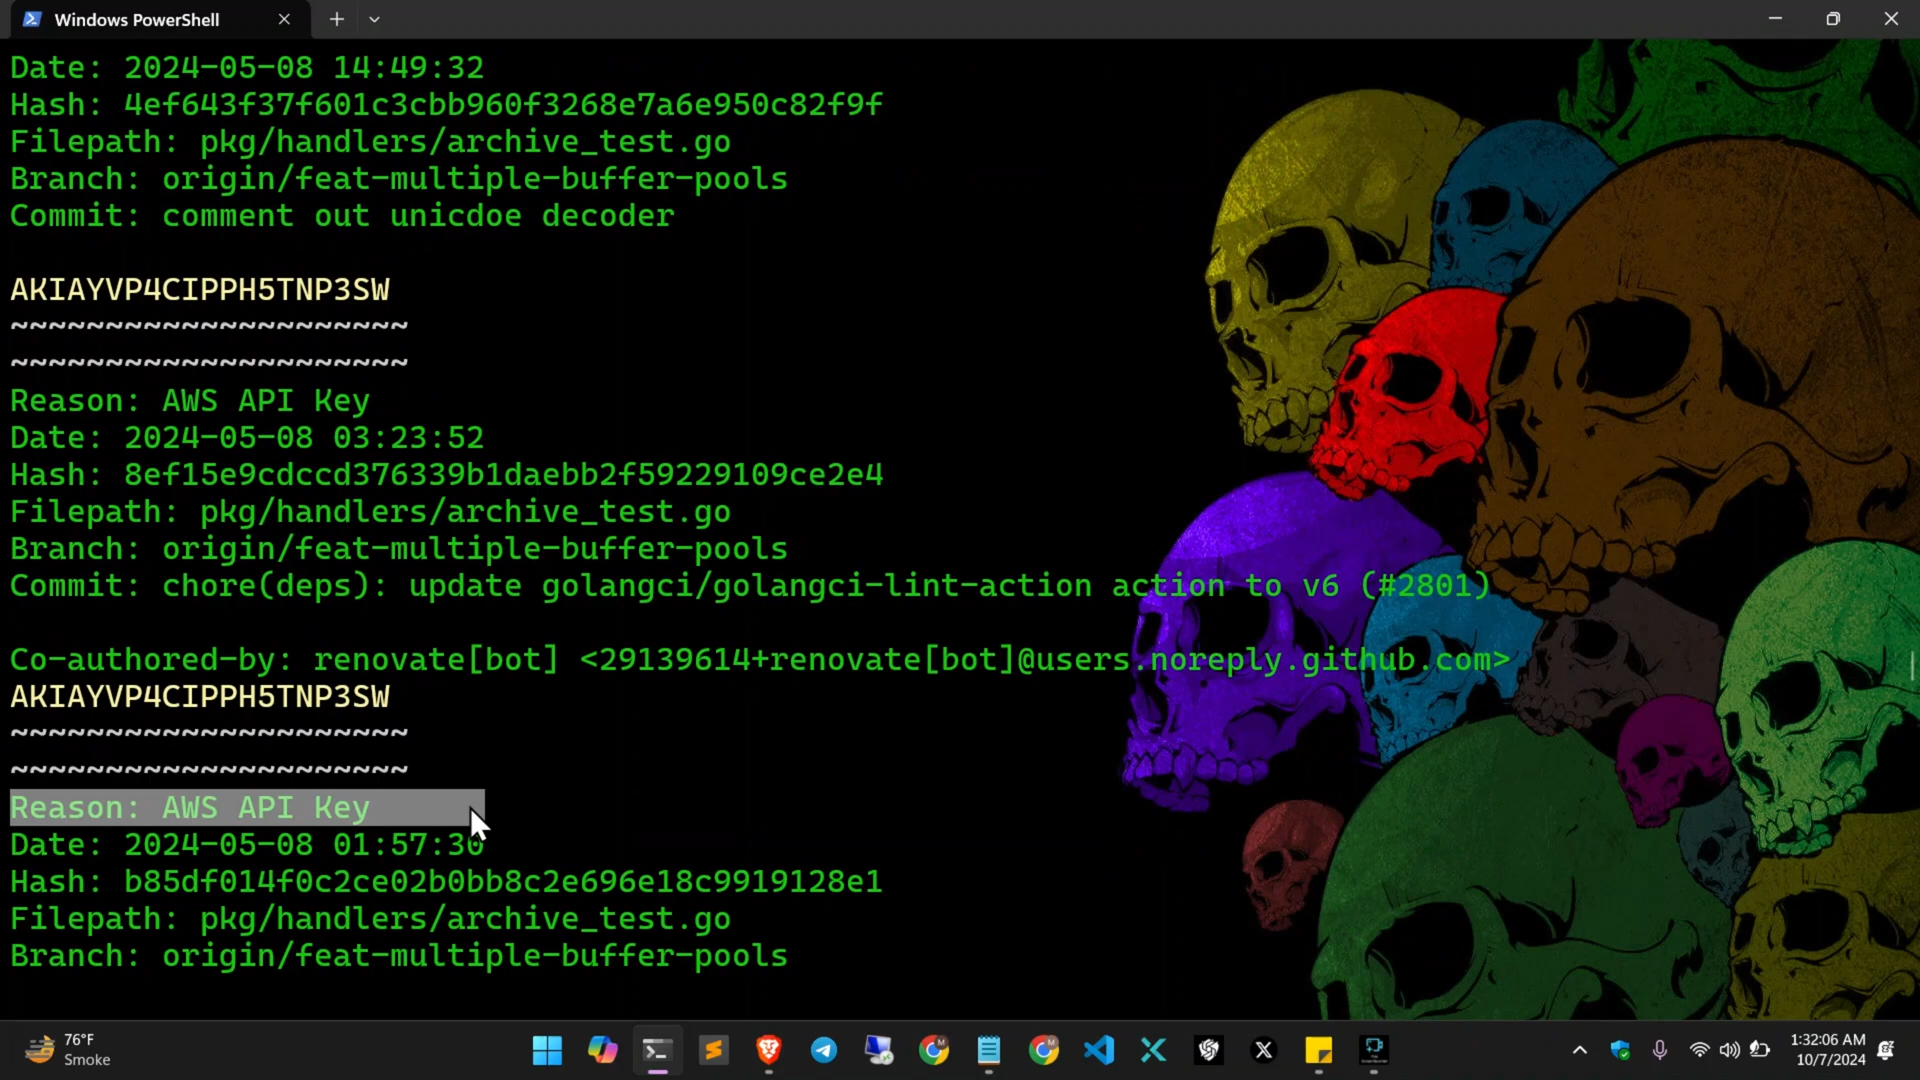 Windows PowerShell
Date: 2024-05-08 14:49:32
Hash: 4ef643f37f601c3cbb960f3268e7a6e950c82f9f
Filepath: pkg/handlers/archive_test.go
Branch: origin/feat-multiple-buffer-pools
Commit: comment out unicdoe decoder
AKIAYVP4CIPPH5TNP3SW
~~~~~~~~~~~~~~~~~~~~~
~~~~~~~~~~~~~~~~~~~~~
Reason: AWS API Key
Date: 2024-05-08 03:23:52
Hash: 8ef15e9cdccd376339b1daebb2f59229109ce2e4
Filepath: pkg/handlers/archive_test.go
Branch: origin/feat-multiple-buffer-pools
Commit: chore(deps): update golangci/golangci-lint-action action to v6 (#2801)
Co-authored-by: renovate[bot] <29139614+renovate[bot]@users.noreply.github.com>
AKIAYVP4CIPPH5TNP3SW
~~~~~~~~~~~~~~~~~~~~~
~~~~~~~~~~~~~~~~~~~~~
Reason: AWS API Key
Date: 2024-05-08 01:57:30
Hash: b85df014f0c2ce02b0bb8c2e696e18c9919128e1
Filepath: pkg/handlers/archive_test.go
Branch: origin/feat-multiple-buffer-pools
76°F
Smoke
1:32:06 AM
10/7/2024